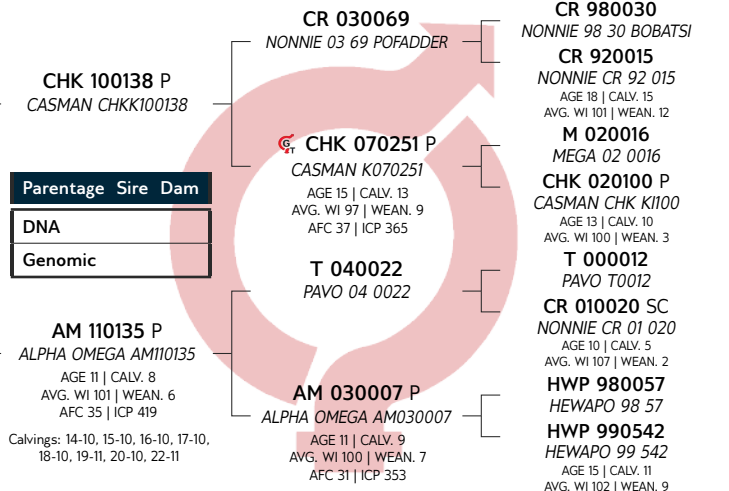 CHK 100138 P
CASMAN CHKK100138
Parentage Sire Dam
DNA
Genomic
AM 110135 P
ALPHA OMEGA AM110135
AGE 11 | CALV. 8
AVG. WI 101 | WEAN. 6
AFC 35 | ICP 419
Calvings: 14-10, 15-10, 16-10, 17-10,
18-10, 19-11, 20-10, 22-11
CR 030069
NONNIE 03 69 POFADDER
GT CHK 070251 P
CASMAN K070251
AGE 15 | CALV. 13
AVG. WI 97 | WEAN. 9
AFC 37 | ICP 365
T 040022
PAVO 04 0022
AM 030007 P
ALPHA OMEGA AM030007
AGE 11 | CALV. 9
AVG. WI 100 | WEAN. 7
AFC 31 | ICP 353
CR 980030
NONNIE 98 30 BOBATSI
CR 920015
NONNIE CR 92 015
AGE 18 | CALV. 15
AVG. WI 101 | WEAN. 12
M 020016
MEGA 02 0016
CHK 020100 P
CASMAN CHK KI100
AGE 13 | CALV. 10
AVG. WI 100 | WEAN. 3
T 000012
PAVO T0012
CR 010020 SC
NONNIE CR 01 020
AGE 10 | CALV. 5
AVG. WI 107 | WEAN. 2
HWP 980057
HEWAPO 98 57
HWP 990542
HEWAPO 99 542
AGE 15 | CALV. 11
AVG. WI 102 | WEAN. 9